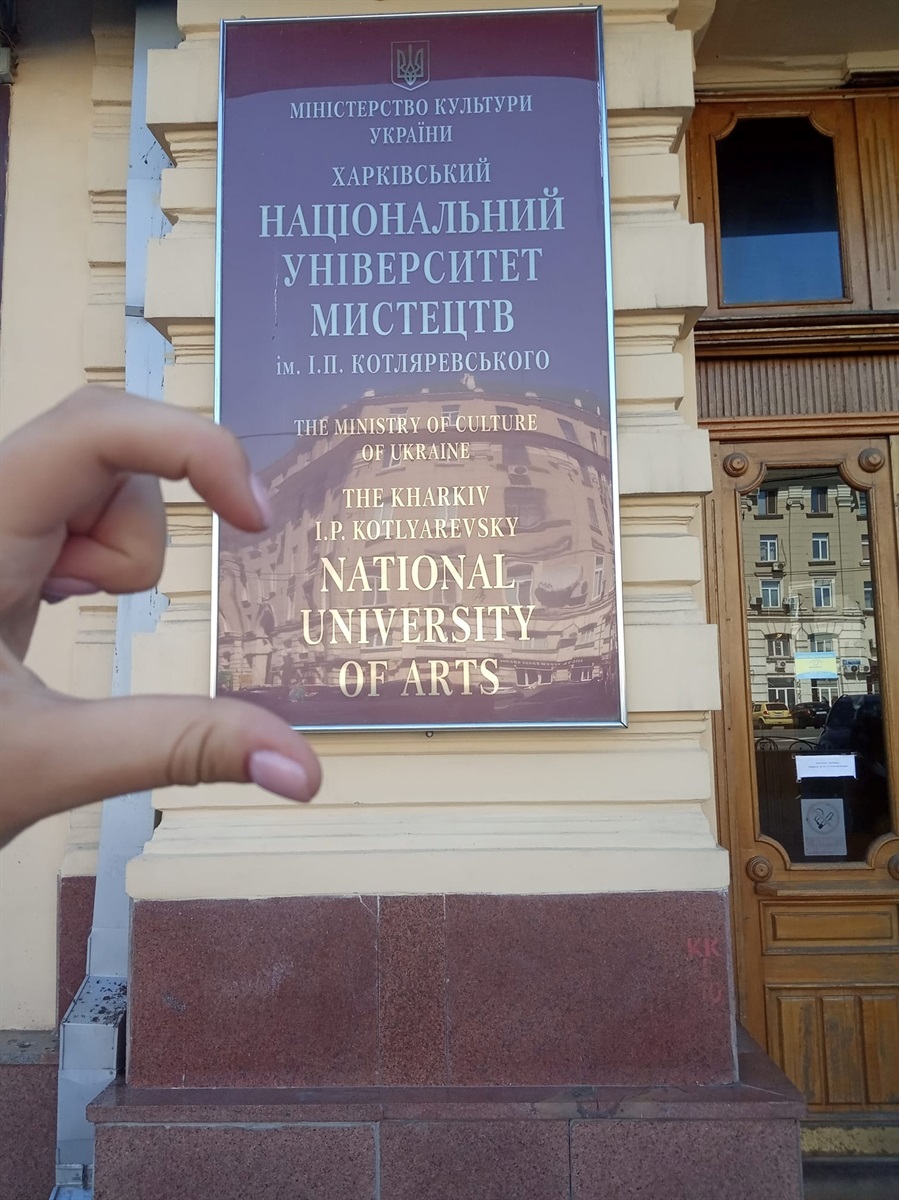 МІНІСТЕРСТВО КУЛЬТУРИ
УКРАЇНИ
ХАРКІВСЬКИЙ
НАЦІОНАЛЬНИЙ
УНІВЕРСИТЕТ
МИСТЕЦТВ
ім. І.П. КОТЛЯРЕВСЬКОГО
THE MINISTRY OF CULTURE
OF UKRAINE
THE KHARKIV
I.P. KOTLYAREVSKY
NATIONAL
UNIVERSITY
OF ARTS
КК